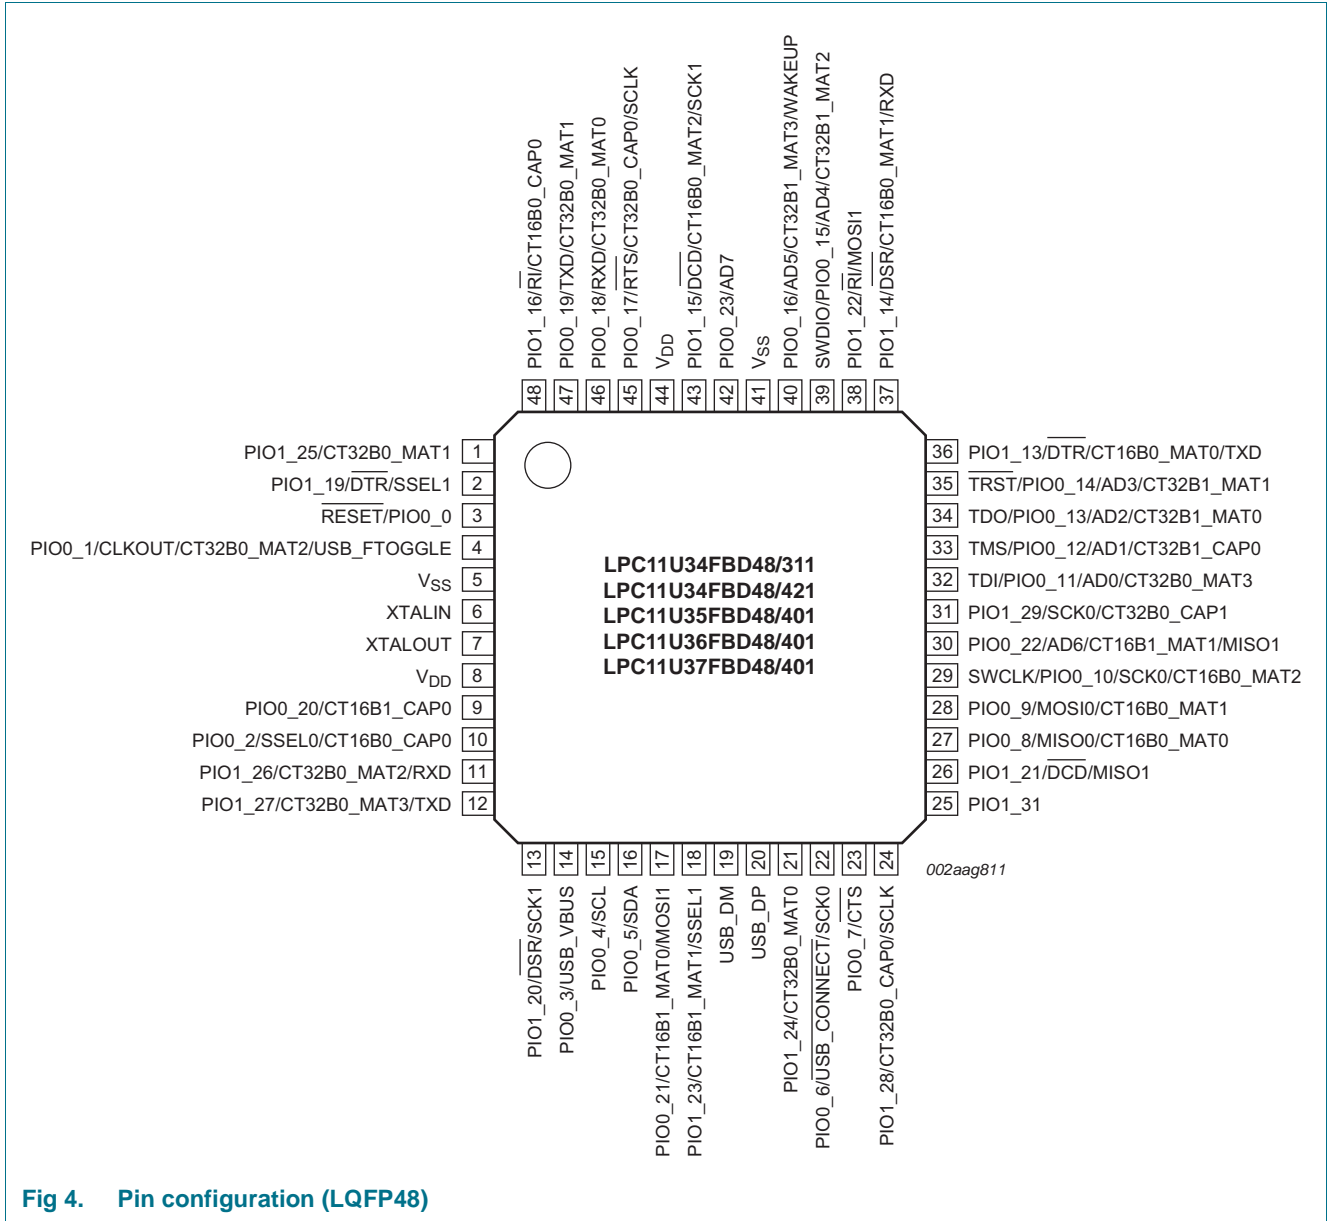 48 PIO1_16/RI/CT16B0_CAP0
47 PIO0_19/TXD/CT32B0_MAT1
46 PIO0_18/RXD/CT32B0_MAT0
45 PIO0_17/RTS/CT32B0_CAP0/SCLK
44 VDD
43 PIO1_15/DCD/CT16B0_MAT2/SCK1
42 PIO0_23/AD7
41 VSS
40 PIO0_16/AD5/CT32B1_MAT3/WAKEUP
39 SWDIO/PIO0_15/AD4/CT32B1_MAT2
38 PIO1_22/RI/MOSI1
37 PIO1_14/DSR/CT16B0_MAT1/RXD
PIO1_25/CT32B0_MAT1 1
PIO1_19/DTR/SSEL1 2
RESET/PIO0_0 3
PIO0_1/CLKOUT/CT32B0_MAT2/USB_FTOGGLE 4
VSS 5
XTALIN 6
XTALOUT 7
VDD 8
PIO0_20/CT16B1_CAP0 9
PIO0_2/SSEL0/CT16B0_CAP0 10
PIO1_26/CT32B0_MAT2/RXD 11
PIO1_27/CT32B0_MAT3/TXD 12
LPC11U34FBD48/311
LPC11U34FBD48/421
LPC11U35FBD48/401
LPC11U36FBD48/401
LPC11U37FBD48/401
36 PIO1_13/DTR/CT16B0_MAT0/TXD
35 TRST/PIO0_14/AD3/CT32B1_MAT1
34 TDO/PIO0_13/AD2/CT32B1_MAT0
33 TMS/PIO0_12/AD1/CT32B1_CAP0
32 TDI/PIO0_11/AD0/CT32B0_MAT3
31 PIO1_29/SCK0/CT32B0_CAP1
30 PIO0_22/AD6/CT16B1_MAT1/MISO1
29 SWCLK/PIO0_10/SCK0/CT16B0_MAT2
28 PIO0_9/MOSI0/CT16B0_MAT1
27 PIO0_8/MISO0/CT16B0_MAT0
26 PIO1_21/DCD/MISO1
25 PIO1_31
PIO1_20/DSR/SCK1 13
PIO0_3/USB_VBUS 14
PIO0_4/SCL 15
PIO0_5/SDA 16
PIO0_21/CT16B1_MAT0/MOSI1 17
PIO1_23/CT16B1_MAT1/SSEL1 18
USB_DM 19
USB_DP 20
PIO1_24/CT32B0_MAT0 21
PIO0_6/USB_CONNECT/SCK0 22
PIO0_7/CTS 23
PIO1_28/CT32B0_CAP0/SCLK 24
002aag811
Fig 4. Pin configuration (LQFP48)